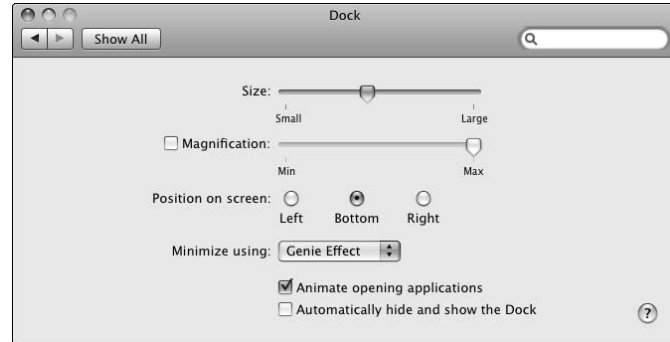 Dock
Show All
Size:
Small Large
Magnification:
Min Max
Position on screen:
Left Bottom Right
Minimize using: Genie Effect
Animate opening applications
Automatically hide and show the Dock
?